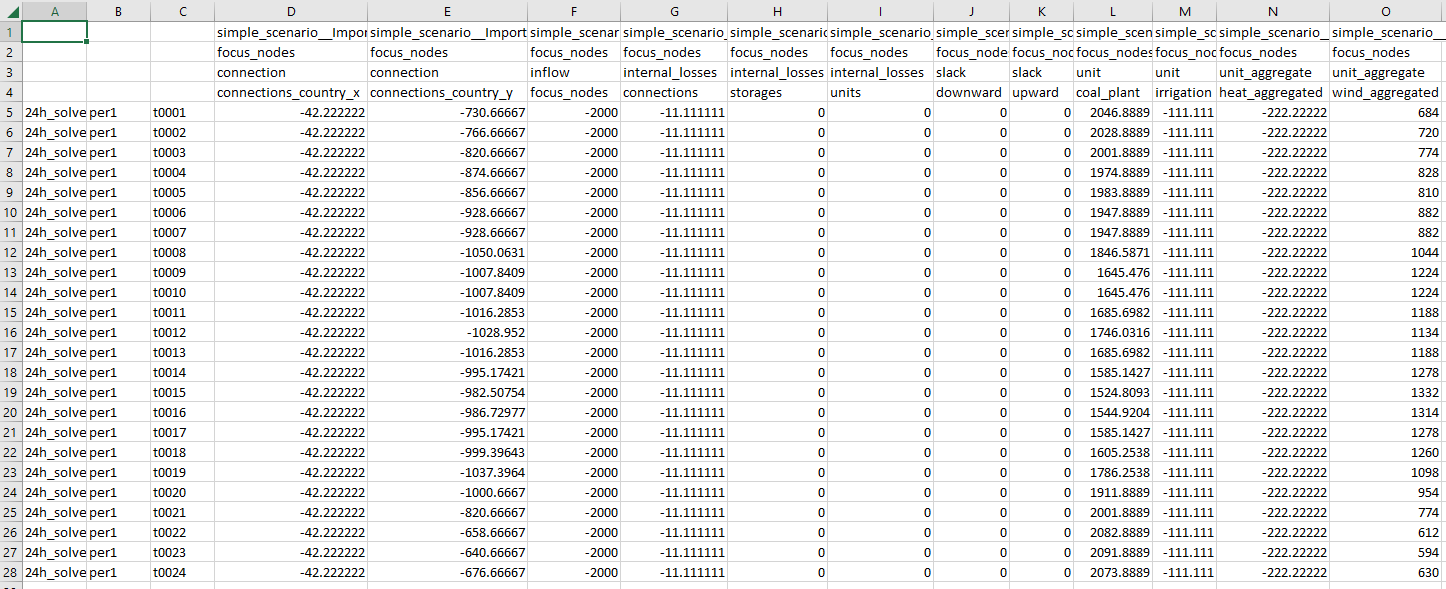 A B C D E F G H I J K L M N O
1 simple_scenario__Impor simple_scenario__Import simple_scenar simple_scenario_ simple_scenario simple_scenario_ simple_scer simple_sc simple_scen simple_sc simple_scenario_ simple_scenario__
2 focus_nodes focus_nodes focus_nodes focus_nodes focus_nodes focus_nodes focus_nodes focus_noc focus_nodes focus_noc focus_nodes focus_nodes
3 connection connection inflow internal_losses internal_losses internal_losses slack slack unit unit unit_aggregate unit_aggregate
4 connections_country_x connections_country_y focus_nodes connections storages units downward upward coal_plant irrigation heat_aggregated wind_aggregated
5 24h_solve per1 t0001 -42.222222 -730.66667 -2000 -11.111111 0 0 0 0 2046.8889 -111.111 -222.22222 684
6 24h_solve per1 t0002 -42.222222 -766.66667 -2000 -11.111111 0 0 0 0 2028.8889 -111.111 -222.22222 720
7 24h_solve per1 t0003 -42.222222 -820.66667 -2000 -11.111111 0 0 0 0 2001.8889 -111.111 -222.22222 774
8 24h_solve per1 t0004 -42.222222 -874.66667 -2000 -11.111111 0 0 0 0 1974.8889 -111.111 -222.22222 828
9 24h_solve per1 t0005 -42.222222 -856.66667 -2000 -11.111111 0 0 0 0 1983.8889 -111.111 -222.22222 810
10 24h_solve per1 t0006 -42.222222 -928.66667 -2000 -11.111111 0 0 0 0 1947.8889 -111.111 -222.22222 882
11 24h_solve per1 t0007 -42.222222 -928.66667 -2000 -11.111111 0 0 0 0 1947.8889 -111.111 -222.22222 882
12 24h_solve per1 t0008 -42.222222 -1050.0631 -2000 -11.111111 0 0 0 0 1846.5871 -111.111 -222.22222 1044
13 24h_solve per1 t0009 -42.222222 -1007.8409 -2000 -11.111111 0 0 0 0 1645.476 -111.111 -222.22222 1224
14 24h_solve per1 t0010 -42.222222 -1007.8409 -2000 -11.111111 0 0 0 0 1645.476 -111.111 -222.22222 1224
15 24h_solve per1 t0011 -42.222222 -1016.2853 -2000 -11.111111 0 0 0 0 1685.6982 -111.111 -222.22222 1188
16 24h_solve per1 t0012 -42.222222 -1028.952 -2000 -11.111111 0 0 0 0 1746.0316 -111.111 -222.22222 1134
17 24h_solve per1 t0013 -42.222222 -1016.2853 -2000 -11.111111 0 0 0 0 1685.6982 -111.111 -222.22222 1188
18 24h_solve per1 t0014 -42.222222 -995.17421 -2000 -11.111111 0 0 0 0 1585.1427 -111.111 -222.22222 1278
19 24h_solve per1 t0015 -42.222222 -982.50754 -2000 -11.111111 0 0 0 0 1524.8093 -111.111 -222.22222 1332
20 24h_solve per1 t0016 -42.222222 -986.72977 -2000 -11.111111 0 0 0 0 1544.9204 -111.111 -222.22222 1314
21 24h_solve per1 t0017 -42.222222 -995.17421 -2000 -11.111111 0 0 0 0 1585.1427 -111.111 -222.22222 1278
22 24h_solve per1 t0018 -42.222222 -999.39643 -2000 -11.111111 0 0 0 0 1605.2538 -111.111 -222.22222 1260
23 24h_solve per1 t0019 -42.222222 -1037.3964 -2000 -11.111111 0 0 0 0 1786.2538 -111.111 -222.22222 1098
24 24h_solve per1 t0020 -42.222222 -1000.6667 -2000 -11.111111 0 0 0 0 1911.8889 -111.111 -222.22222 954
25 24h_solve per1 t0021 -42.222222 -820.66667 -2000 -11.111111 0 0 0 0 2001.8889 -111.111 -222.22222 774
26 24h_solve per1 t0022 -42.222222 -658.66667 -2000 -11.111111 0 0 0 0 2082.8889 -111.111 -222.22222 612
27 24h_solve per1 t0023 -42.222222 -640.66667 -2000 -11.111111 0 0 0 0 2091.8889 -111.111 -222.22222 594
28 24h_solve per1 t0024 -42.222222 -676.66667 -2000 -11.111111 0 0 0 0 2073.8889 -111.111 -222.22222 630